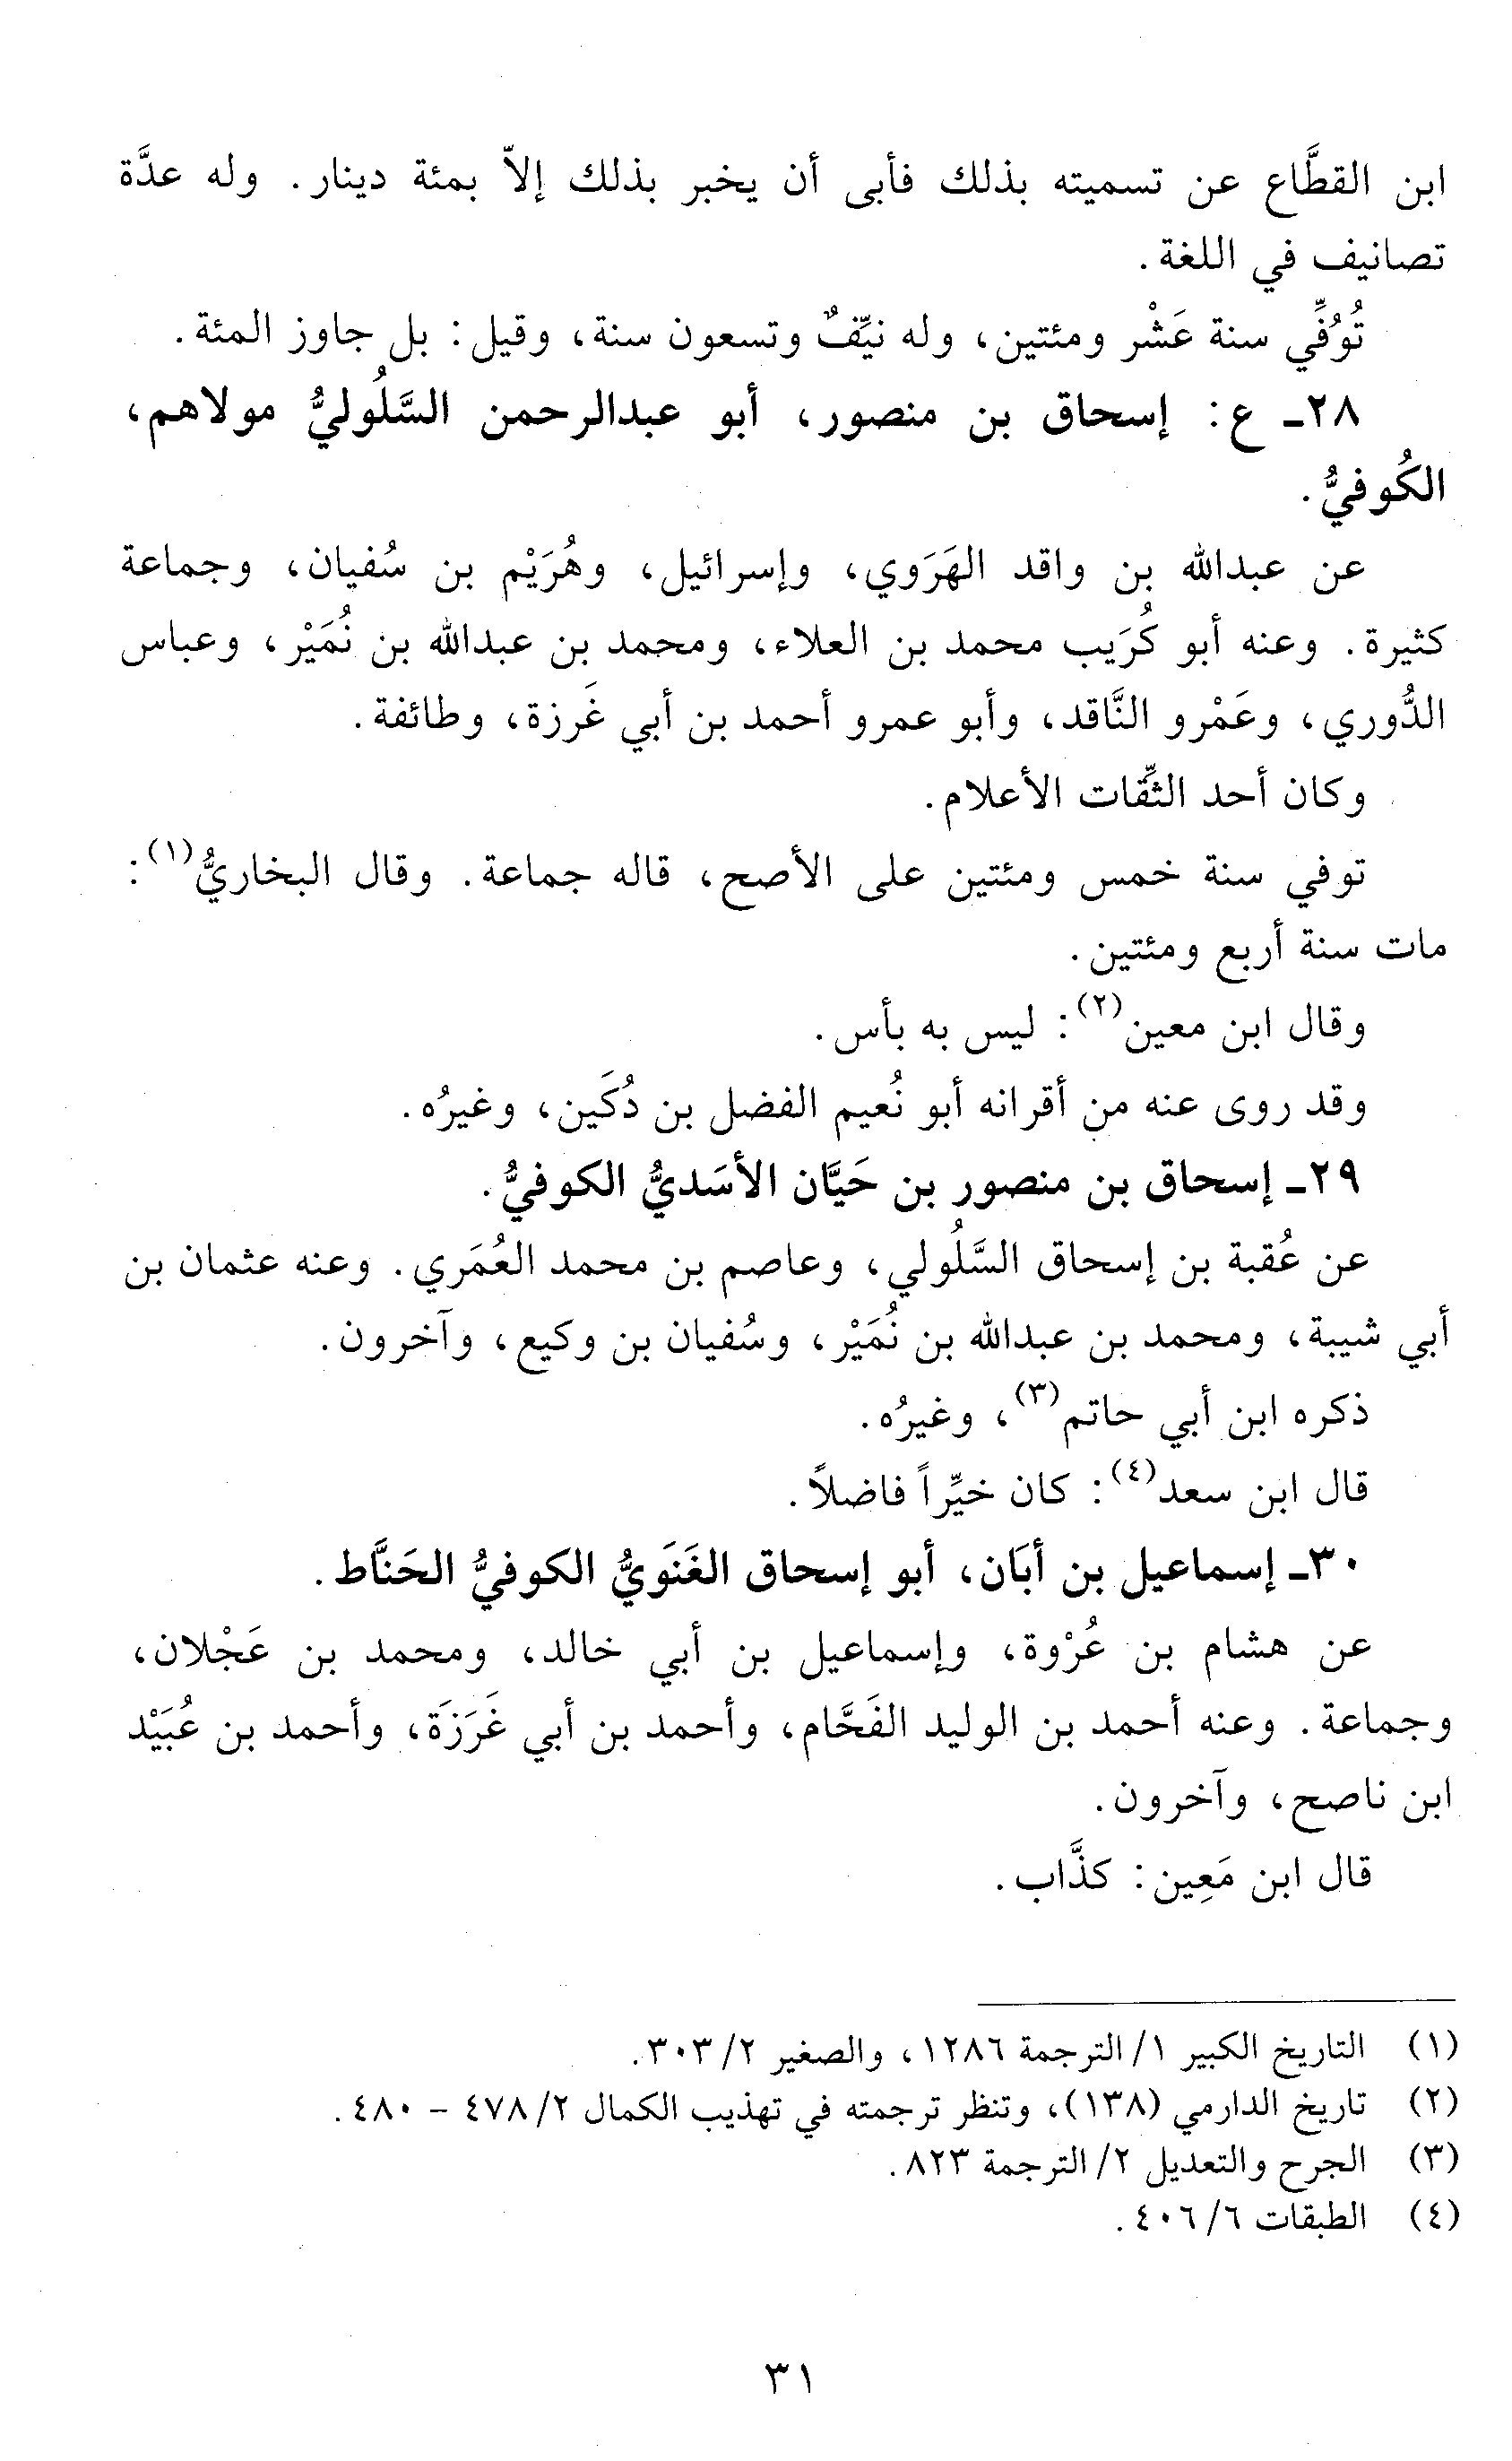 ابن القطَّاع عن تسميته بذلك فأبى أن يخبر بذلك إلاّ بمئة دينار. وله عدَّة
تصانيف في اللغة.
تُوُفِّي سنة عَشْر ومئتين، وله نيِّفٌ وتسعون سنة، وقيل: بل جاوز المئة.
٢٨ـ ع: إسحاق بن منصور، أبو عبدالرحمن السَّلُوليُّ مولاهم،
الكُوفيُّ.
عن عبدالله بن واقد الهَرَوي، وإسرائيل، وهُرَيْم بن سُفيان، وجماعة
كثيرة. وعنه أبو كُرَيب محمد بن العلاء، ومحمد بن عبدالله بن نُمَيْر، وعباس
الدُّوري، وعَمْرو النَّاقد، وأبو عمرو أحمد بن أبي غَرزة، وطائفة.
وكان أحد الثِّقات الأعلام.
توفي سنة خمس ومئتين على الأصح، قاله جماعة. وقال البخاريُّ(١):
مات سنة أربع ومئتين.
وقال ابن معين(٢): ليس به بأس.
وقد روى عنه من أقرانه أبو نُعيم الفضل بن دُكَين، وغيرُه.
٢٩ـ إسحاق بن منصور بن حَيَّان الأسَديُّ الكوفيُّ.
عن عُقبة بن إسحاق السَّلُولي، وعاصم بن محمد العُمَري. وعنه عثمان بن
أبي شيبة، ومحمد بن عبدالله بن نُمَيْر، وسُفيان بن وكيع، وآخرون.
ذكره ابن أبي حاتم(٣)، وغيرُه.
قال ابن سعد(٤): كان خيِّراً فاضلاً.
٣٠ـ إسماعيل بن أبَان، أبو إسحاق الغَنَويُّ الكوفيُّ الحَنَّاط.
عن هشام بن عُرْوة، وإسماعيل بن أبي خالد، ومحمد بن عَجْلان،
وجماعة. وعنه أحمد بن الوليد الفَحَّام، وأحمد بن أبي غَرَزَة، وأحمد بن عُبَيْد
ابن ناصح، وآخرون.
قال ابن مَعِين: كذَّاب.
(١) التاريخ الكبير ١/ الترجمة ١٢٨٦، والصغير ٢/ ٣٠٣.
(٢) تاريخ الدارمي (١٣٨)، وتنظر ترجمته في تهذيب الكمال ٢/ ٤٧٨ - ٤٨٠.
(٣) الجرح والتعديل ٢/ الترجمة ٨٢٣.
(٤) الطبقات ٦/ ٤٠٦.
٣١